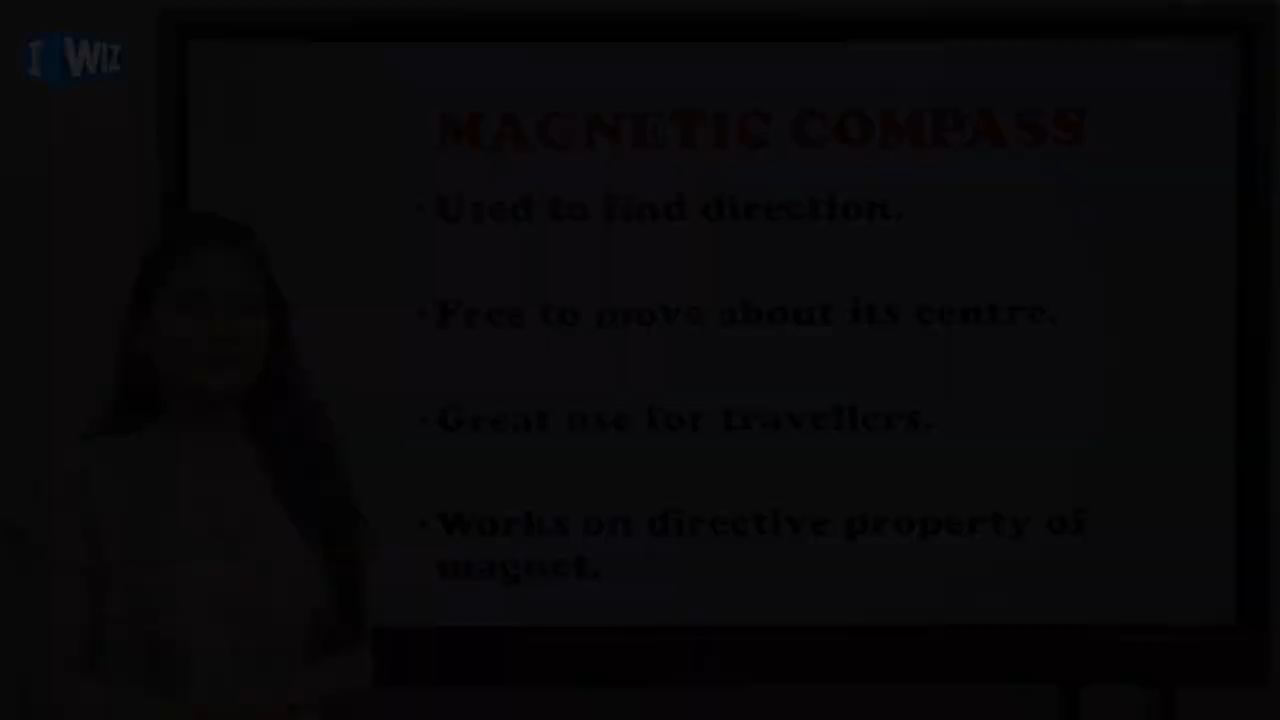 I WIZ
MAGNETIC COMPASS
• Used to find direction.
• Free to move about its centre.
• Great use for travellers.
• Works on directive property of
magnet.